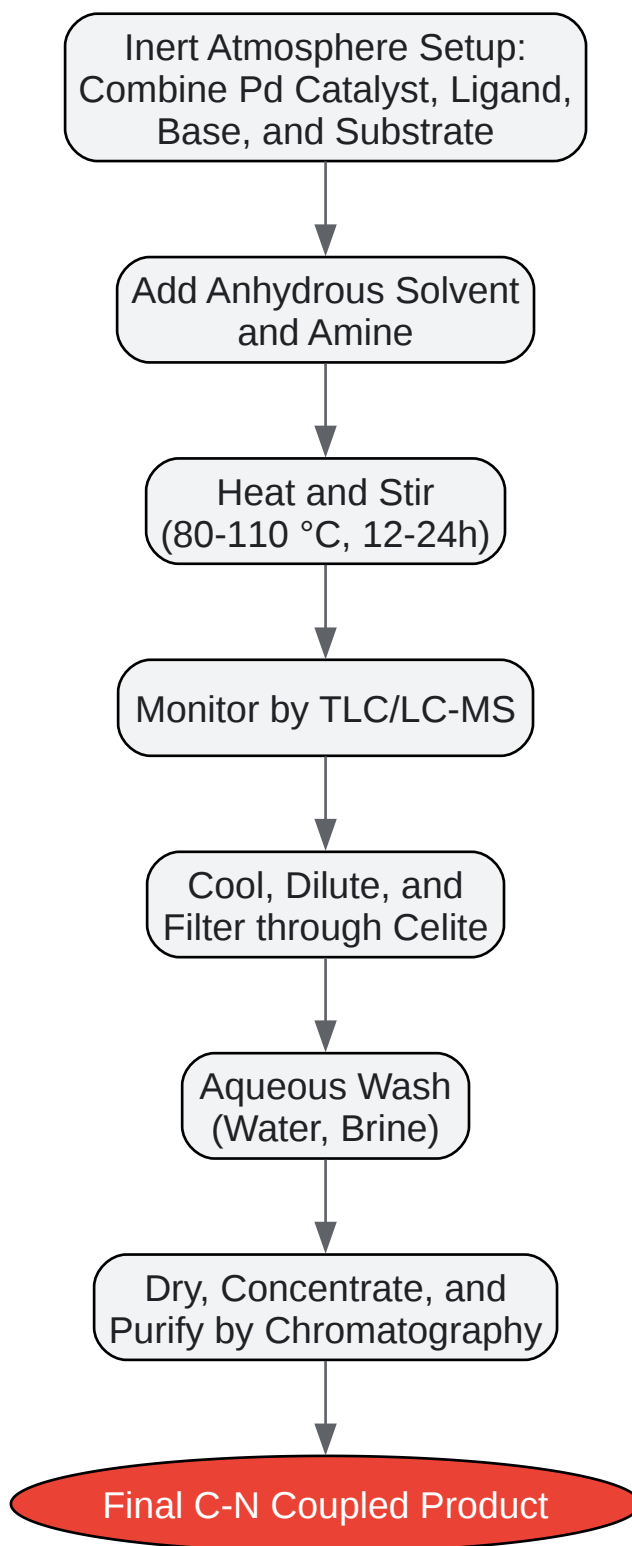 Inert Atmosphere Setup:
Combine Pd Catalyst, Ligand,
Base, and Substrate
Add Anhydrous Solvent
and Amine
Heat and Stir
(80-110 °C, 12-24h)
Monitor by TLC/LC-MS
Cool, Dilute, and
Filter through Celite
Aqueous Wash
(Water, Brine)
Dry, Concentrate, and
Purify by Chromatography
Final C-N Coupled Product